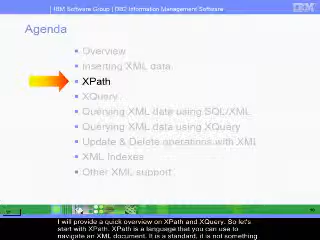 IBM Software Group | DB2 Information Management Software
IBM
Agenda
Overview
Inserting XML data
XPath
XQuery
Querying XML data using SQL/XML
Querying XML data using XQuery
Update & Delete operations with XML
XML Indexes
Other XML support
I will provide a quick overview on XPath and XQuery. So let's
start with XPath. XPath is a language that you can use to
navigate an XML document. It is a standard, it is not something